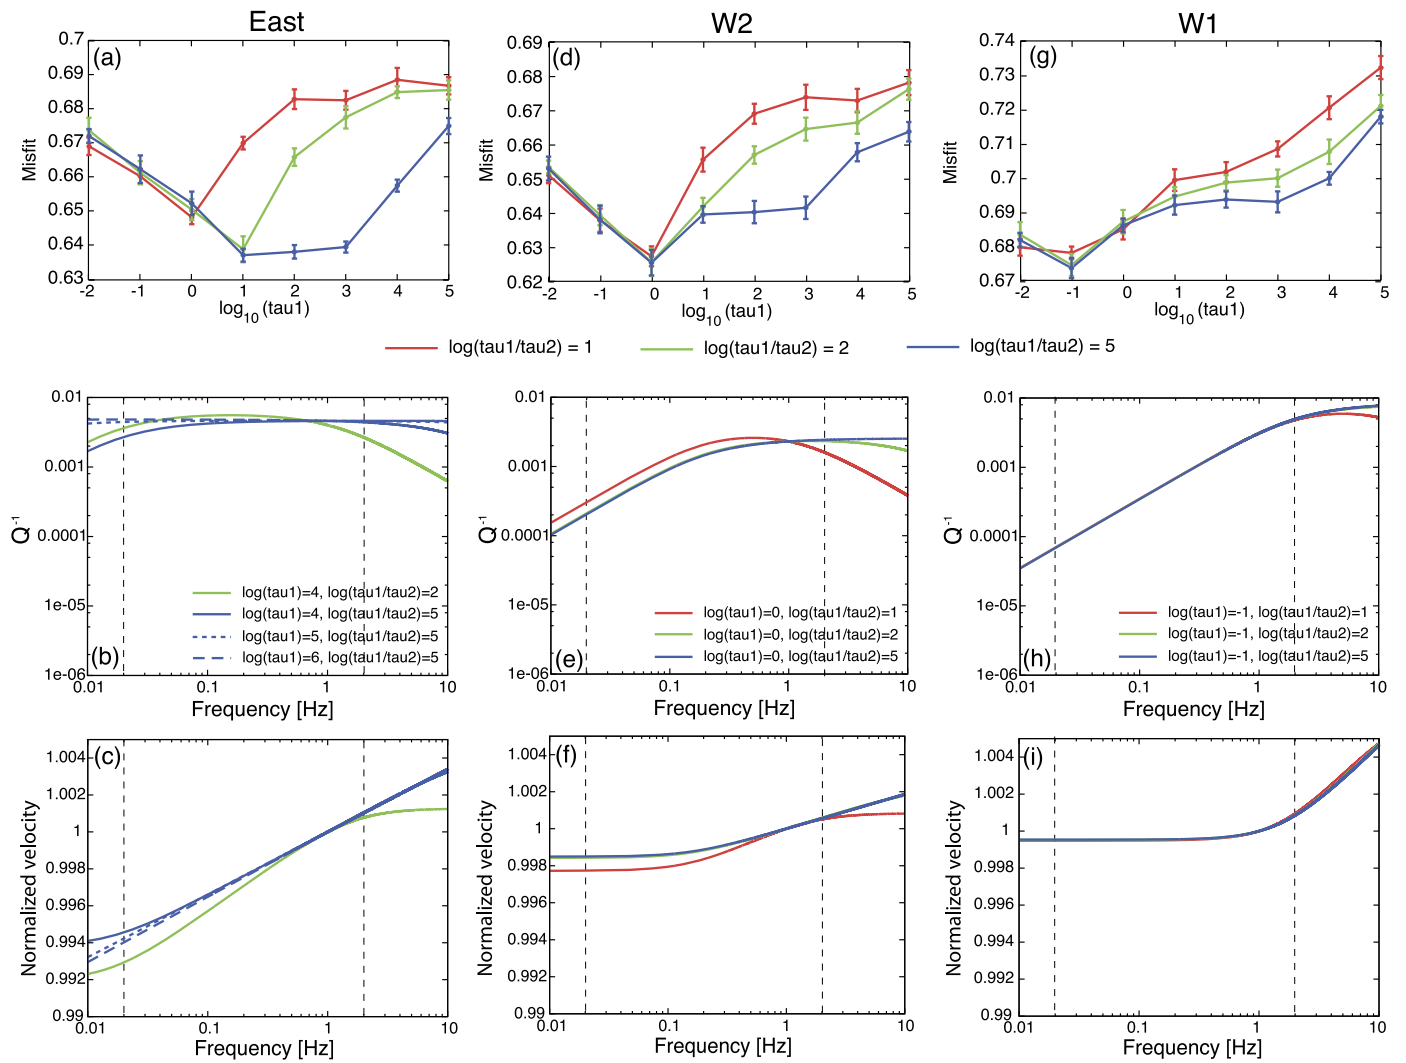 East
W2
W1
(a)
0.7
0.69
0.68
0.67
0.66
0.65
0.64
0.63
Misfit
-2 -1 0 1 2 3 4 5
log10 (tau1)
(d)
0.69
0.68
0.67
0.66
0.65
0.64
0.63
0.62
Misfit
-2 -1 0 1 2 3 4 5
log10 (tau1)
(g)
0.74
0.73
0.72
0.71
0.7
0.69
0.68
0.67
Misfit
-2 -1 0 1 2 3 4 5
log10 (tau1)
log(tau1/tau2) = 1
log(tau1/tau2) = 2
log(tau1/tau2) = 5
0.01
0.001
0.0001
1e-05
1e-06
Q-1
log(tau1)=4, log(tau1/tau2)=2
log(tau1)=4, log(tau1/tau2)=5
log(tau1)=5, log(tau1/tau2)=5
log(tau1)=6, log(tau1/tau2)=5
(b)
0.01 0.1 1 10
Frequency [Hz]
0.01
0.001
0.0001
1e-05
1e-06
Q-1
log(tau1)=0, log(tau1/tau2)=1
log(tau1)=0, log(tau1/tau2)=2
log(tau1)=0, log(tau1/tau2)=5
(e)
0.01 0.1 1 10
Frequency [Hz]
0.01
0.001
0.0001
1e-05
1e-06
Q-1
log(tau1)=-1, log(tau1/tau2)=1
log(tau1)=-1, log(tau1/tau2)=2
log(tau1)=-1, log(tau1/tau2)=5
(h)
0.01 0.1 1 10
Frequency [Hz]
(c)
1.004
1.002
1
0.998
0.996
0.994
0.992
0.99
Normalized velocity
0.01 0.1 1 10
Frequency [Hz]
(f)
1.004
1.002
1
0.998
0.996
0.994
0.992
0.99
Normalized velocity
0.01 0.1 1 10
Frequency [Hz]
(i)
1.004
1.002
1
0.998
0.996
0.994
0.992
0.99
Normalized velocity
0.01 0.1 1 10
Frequency [Hz]